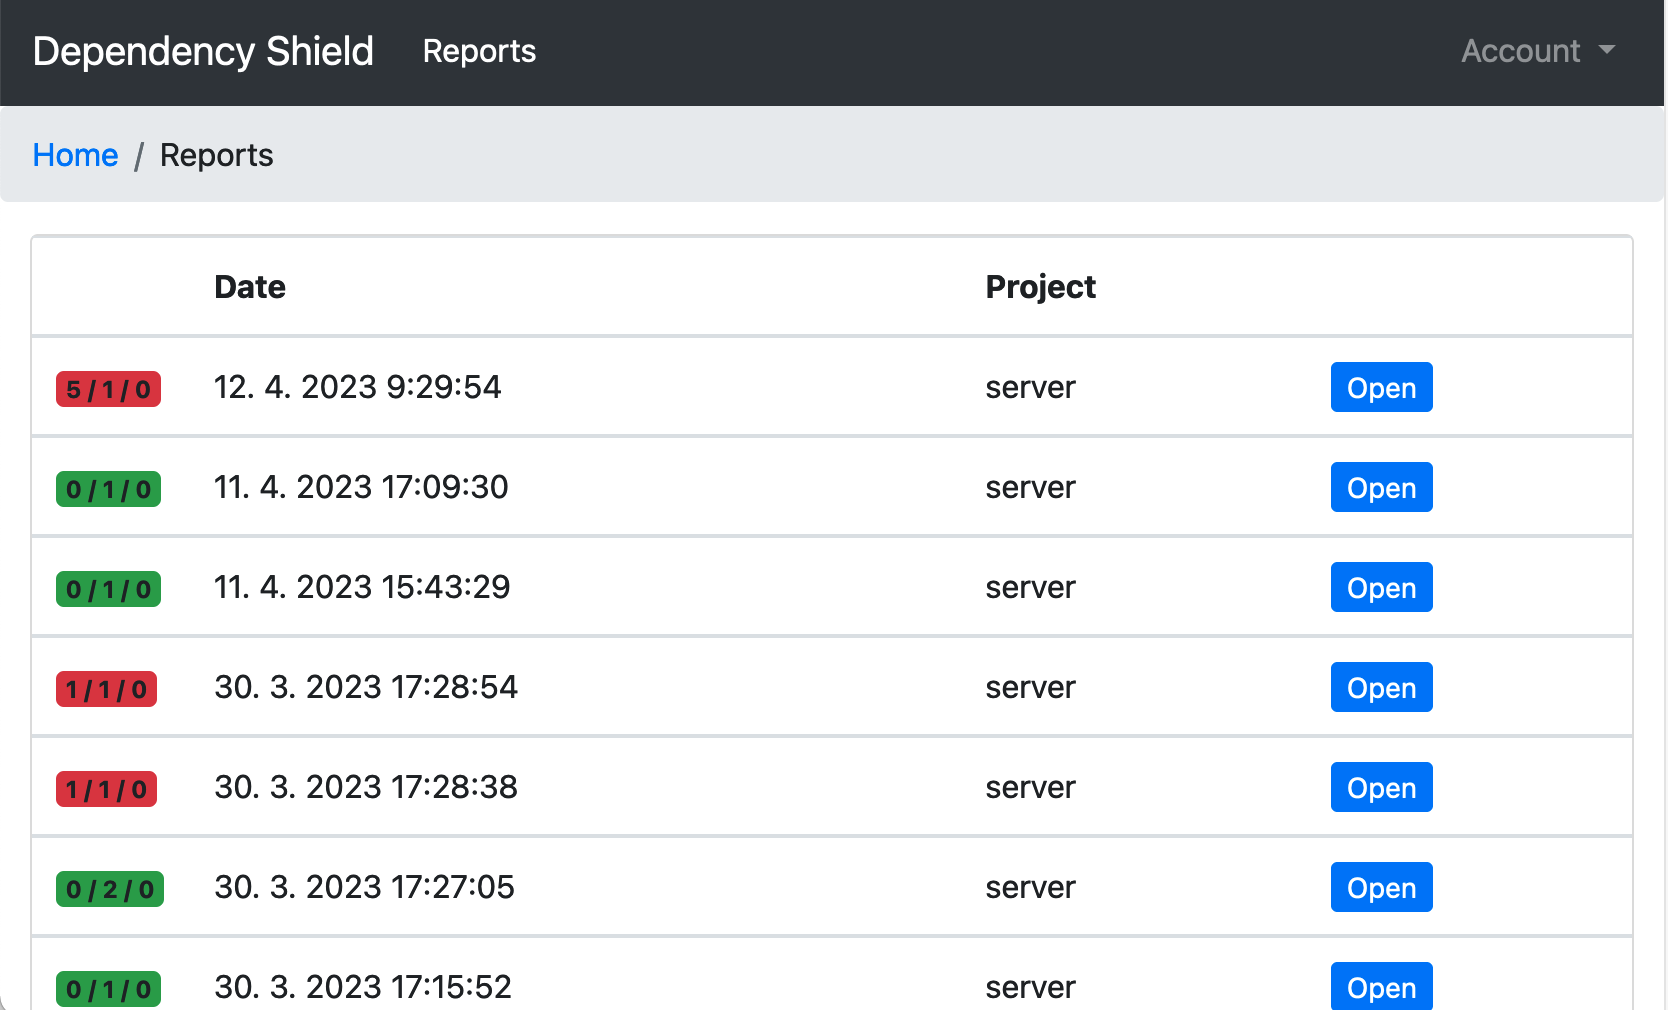 Dependency Shield Reports Account
Home / Reports
Date Project
5 / 1 / 0 12. 4. 2023 9:29:54 server Open
0 / 1 / 0 11. 4. 2023 17:09:30 server Open
0 / 1 / 0 11. 4. 2023 15:43:29 server Open
1 / 1 / 0 30. 3. 2023 17:28:54 server Open
1 / 1 / 0 30. 3. 2023 17:28:38 server Open
0 / 2 / 0 30. 3. 2023 17:27:05 server Open
0 / 1 / 0 30. 3. 2023 17:15:52 server Open